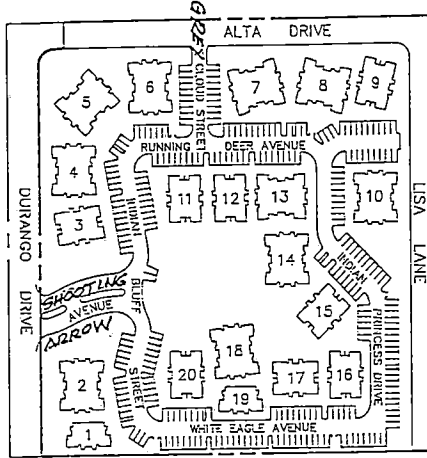 ALTA DRIVE
GREY CLOUD STREET
6
7
8
9
5
RUNNING DEER AVENUE
4
10
11
12
13
3
INDIAN BLUFF STREET
DURANGO DRIVE
LISA LANE
14
INDIAN PRINCESS DRIVE
SHOOTING
AVENUE
ARROW
15
18
2
20
17
16
19
1
WHITE EAGLE AVENUE